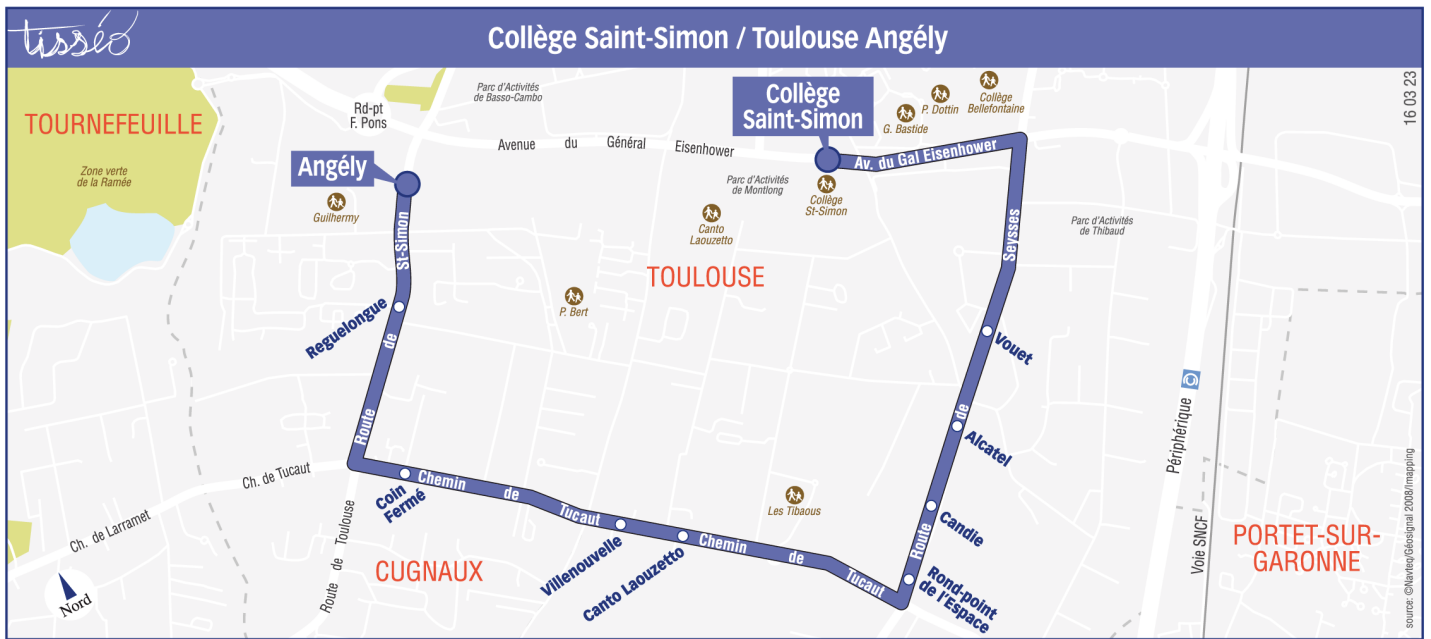 tisséo
Collège Saint-Simon / Toulouse Angély
16 03 23
TOURNEFEUILLE
Zone verte
de la Ramée
Rd-pt
F. Pons
Parc d'Activités
de Basso-Cambo
Avenue du Général Eisenhower
Collège
Saint-Simon
G. Bastide
P. Dottin
Collège
Bellefontaine
Av. du Gal Eisenhower
Angély
Guilhermy
Parc d'Activités
de Montlong
Collège
St-Simon
Canto
Laouzetto
Parc d'Activités
de Thibaud
TOULOUSE
P. Bert
Route de St-Simon
Reguelongue
Route de Seysses
Vouet
Alcatel
Candie
Rond-point
de l'Espace
Périphérique
Voie SNCF
Ch. de Tucaut
Ch. de Larramet
Route de Toulouse
Coin
Fermé
Chemin de Tucaut
Villenouvelle
Canto Laouzetto
Chemin de Tucaut
Les Tibaous
CUGNAUX
PORTET-SUR-
GARONNE
Nord
source: ©Navteq/Géosignal 2008/Imapping